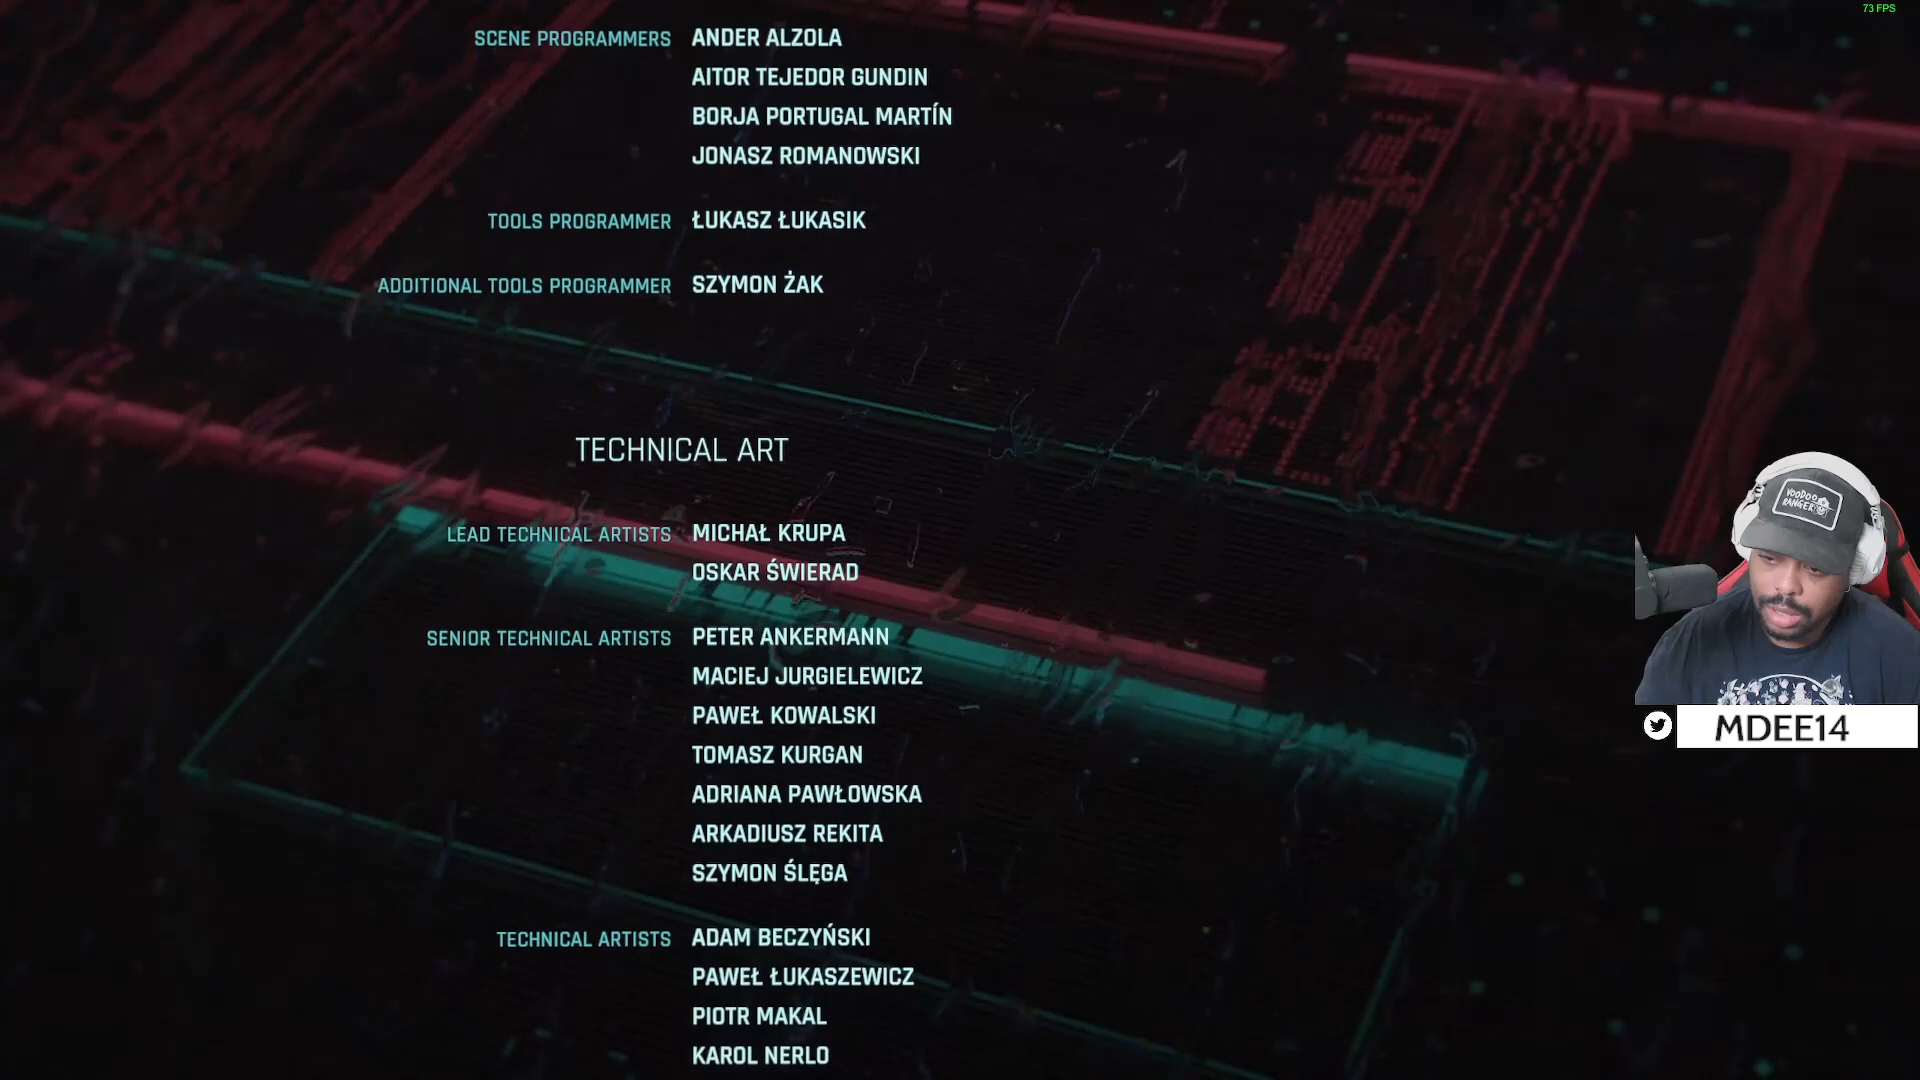 73 FPS
SCENE PROGRAMMERS ANDER ALZOLA
AITOR TEJEDOR GUNDIN
BORJA PORTUGAL MARTÍN
JONASZ ROMANOWSKI
TOOLS PROGRAMMER ŁUKASZ ŁUKASIK
ADDITIONAL TOOLS PROGRAMMER SZYMON ŻAK
TECHNICAL ART
LEAD TECHNICAL ARTISTS MICHAŁ KRUPA
OSKAR ŚWIERAD
SENIOR TECHNICAL ARTISTS PETER ANKERMANN
MACIEJ JURGIELEWICZ
PAWEŁ KOWALSKI
TOMASZ KURGAN
ADRIANA PAWŁOWSKA
ARKADIUSZ REKITA
SZYMON ŚLĘGA
TECHNICAL ARTISTS ADAM BECZYŃSKI
PAWEŁ ŁUKASZEWICZ
PIOTR MAKAL
KAROL NERLO
VOODOO
RANGER
MDEE14